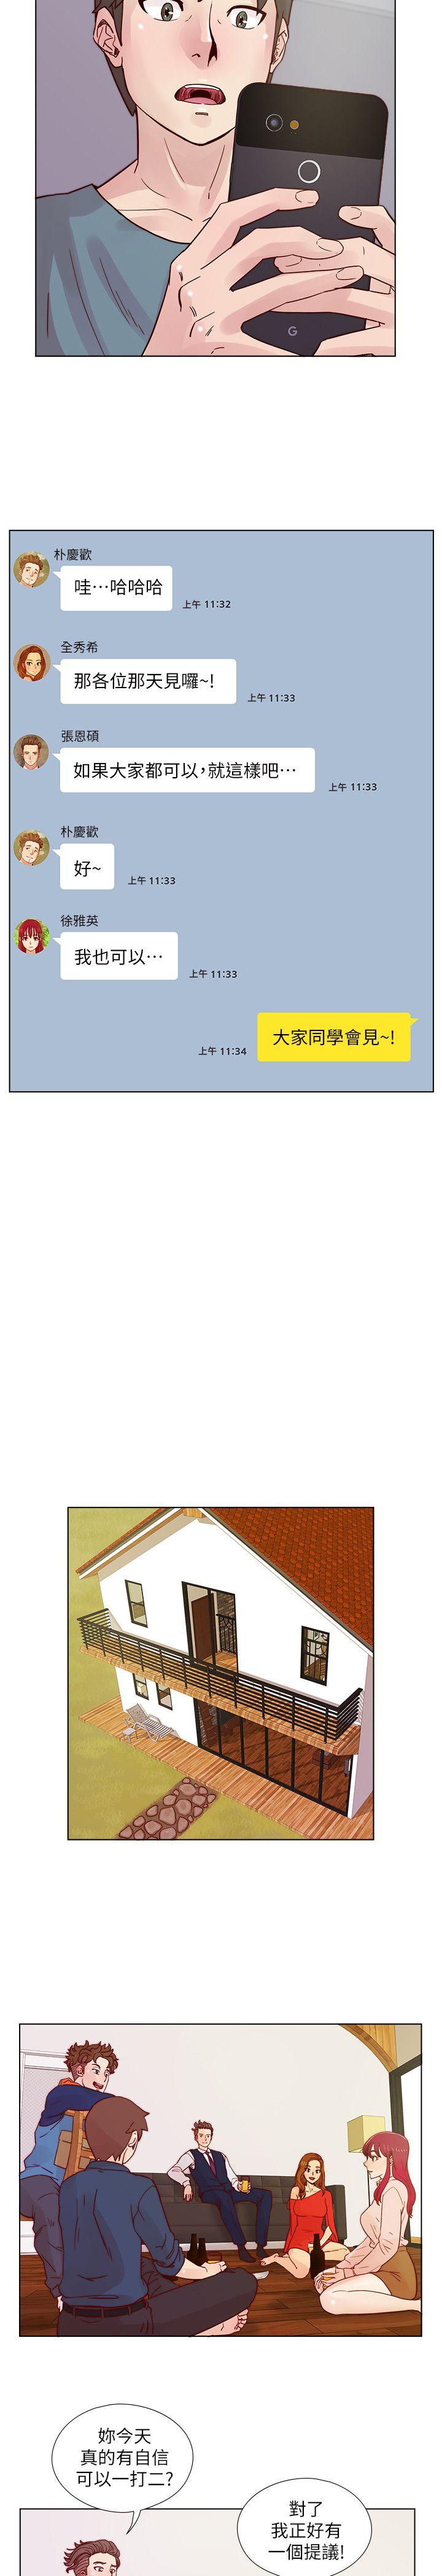 G
朴慶歡
哇⋯哈哈哈
上午 11:32
全秀希
那各位那天見囉~!
上午 11:33
張恩碩
如果大家都可以，就這樣吧⋯
上午 11:33
朴慶歡
好~
上午 11:33
徐雅英
我也可以⋯
上午 11:33
大家同學會見~!
上午 11:34
妳今天
真的有自信
可以一打二?
對了
我正好有
一個提議!